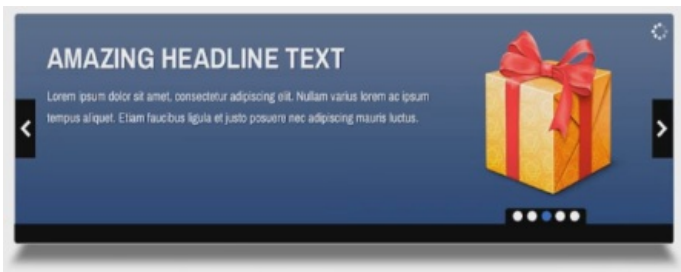 AMAZING HEADLINE TEXT
Lorem ipsum dolor sit amet, consectetur adipiscing elit. Nullam varius lorem ac ipsum
tempus aliquet. Etiam faucibus ligula et justo posuere nec adipiscing mauris luctus.